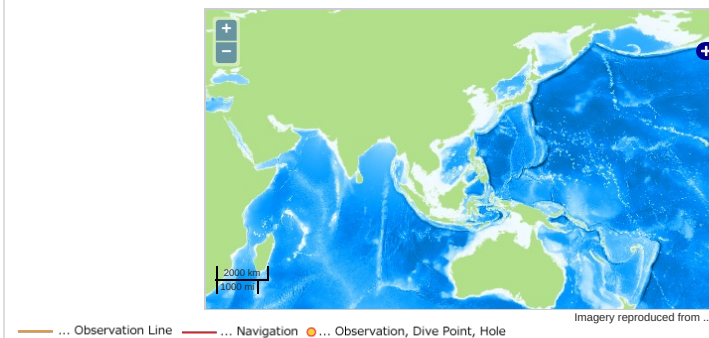 +
−
2000 km
1000 mi
Imagery reproduced from ...
... Observation Line ... Navigation ... Observation, Dive Point, Hole